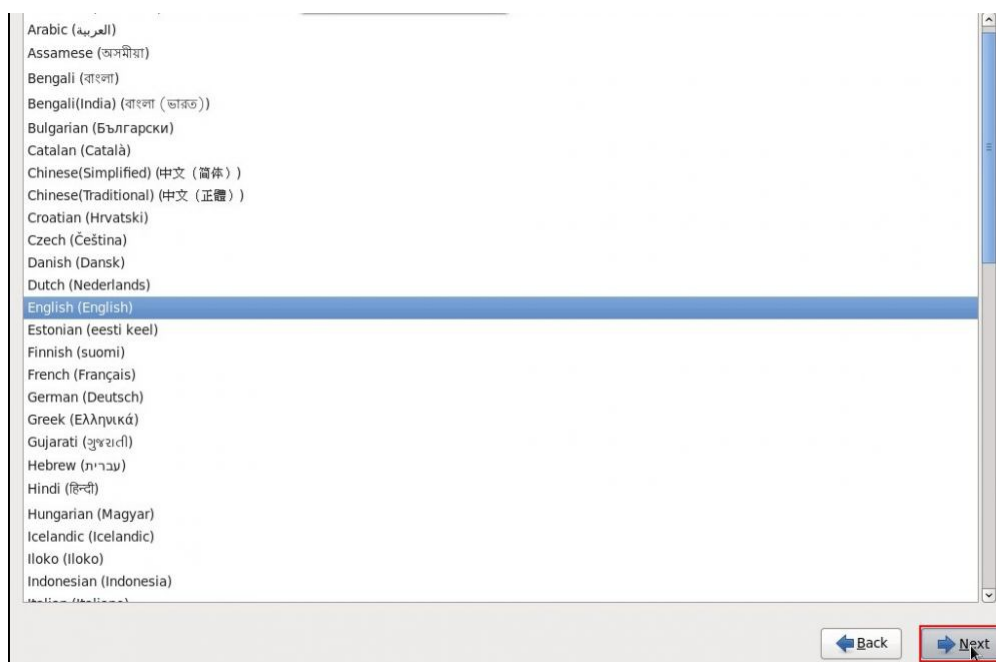 Arabic (العربية)
Assamese (অসমীয়া)
Bengali (বাংলা)
Bengali(India) (বাংলা (ভারত))
Bulgarian (Български)
Catalan (Català)
Chinese(Simplified) (中文（简体）)
Chinese(Traditional) (中文（正體）)
Croatian (Hrvatski)
Czech (Čeština)
Danish (Dansk)
Dutch (Nederlands)
English (English)
Estonian (eesti keel)
Finnish (suomi)
French (Français)
German (Deutsch)
Greek (Ελληνικά)
Gujarati (ગુજરાતી)
Hebrew (עברית)
Hindi (हिन्दी)
Hungarian (Magyar)
Icelandic (Icelandic)
Iloko (Iloko)
Indonesian (Indonesia)
Italian (Italiano)
Back
Next